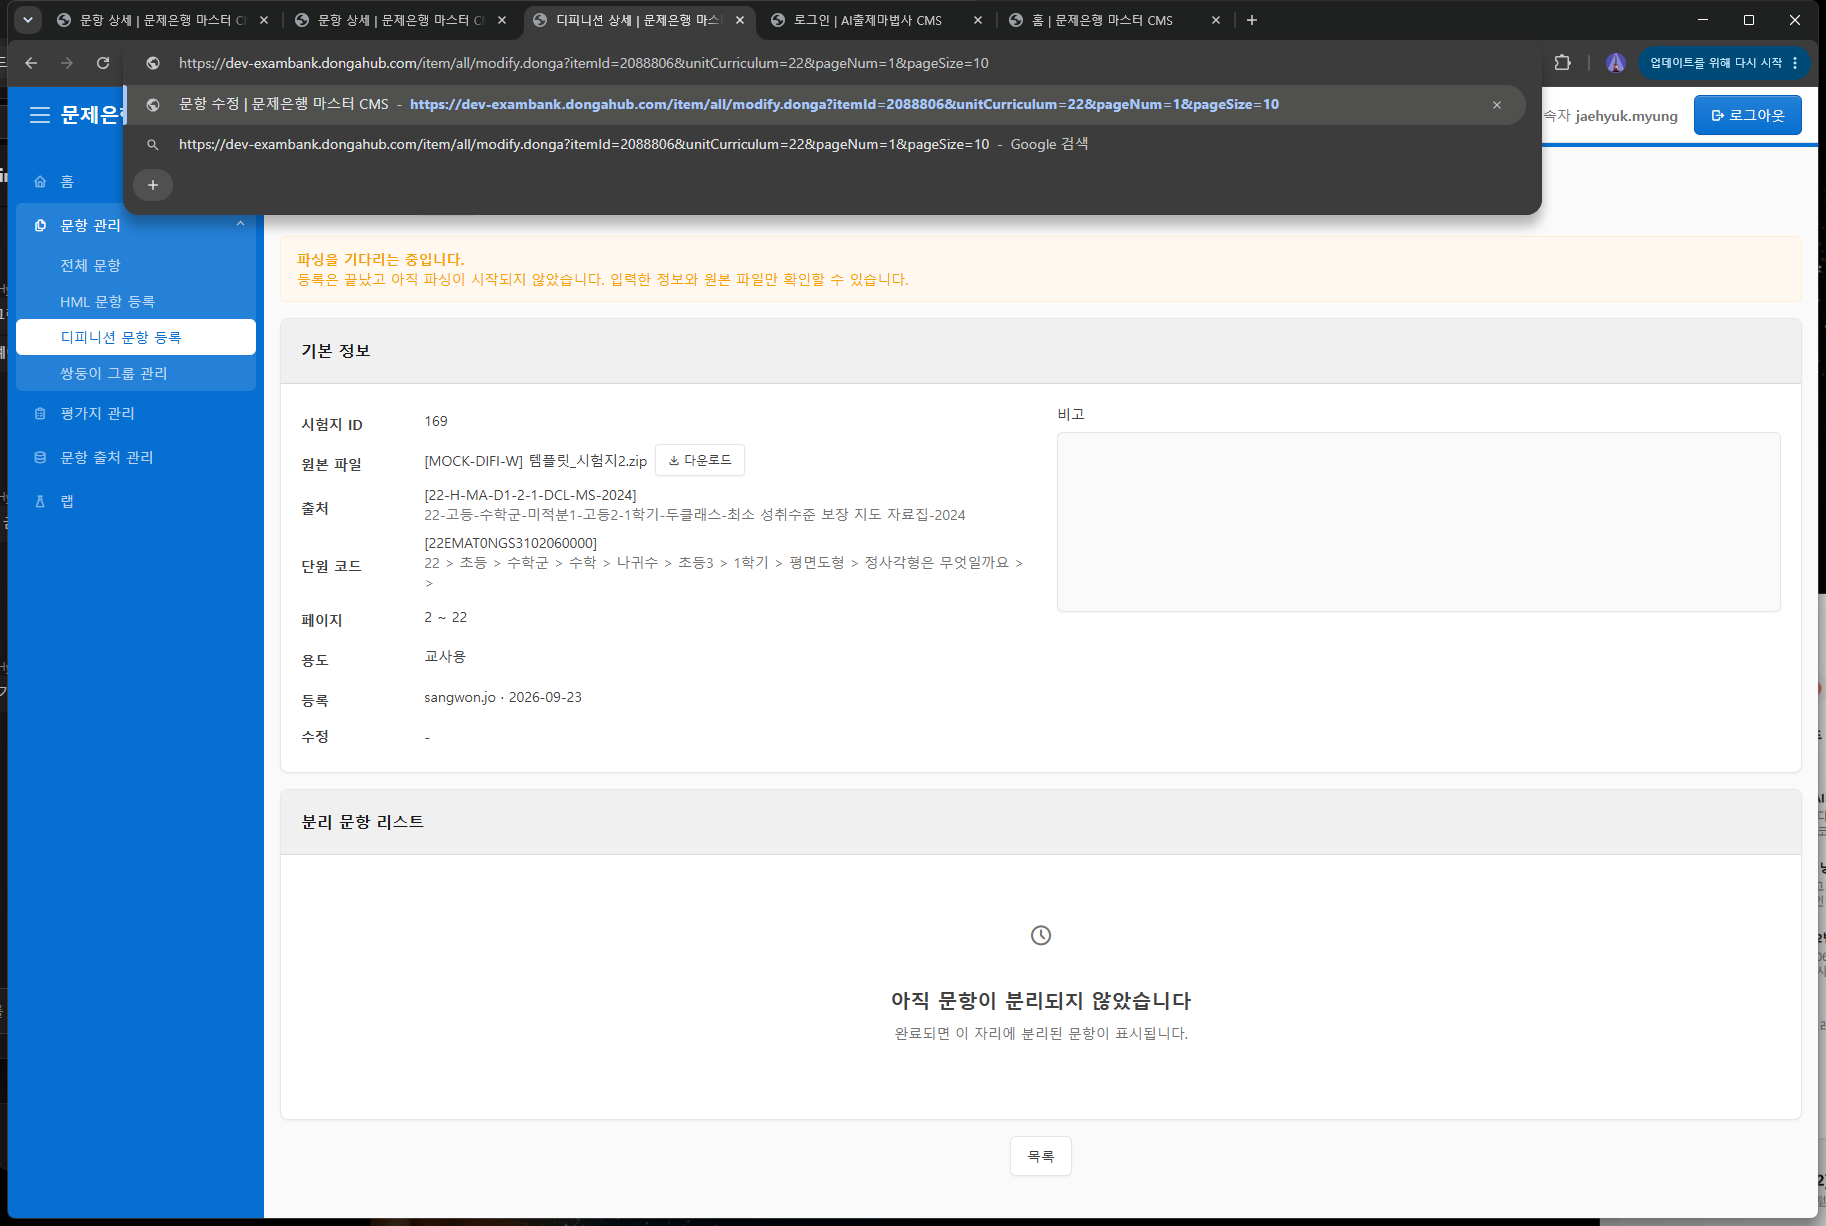 문항 상세 | 문제은행 마스터 C
문항 상세 | 문제은행 마스터 C
디피니션 상세 | 문제은행 마스
로그인 | AI출제마법사 CMS
홈 | 문제은행 마스터 CMS
https://dev-exambank.dongahub.com/item/all/modify.donga?itemId=2088806&unitCurriculum=22&pageNum=1&pageSize=10
업데이트를 위해 다시 시작
문항 수정 | 문제은행 마스터 CMS - https://dev-exambank.dongahub.com/item/all/modify.donga?itemId=2088806&unitCurriculum=22&pageNum=1&pageSize=10
https://dev-exambank.dongahub.com/item/all/modify.donga?itemId=2088806&unitCurriculum=22&pageNum=1&pageSize=10 - Google 검색
문제은행
속자 jaehyuk.myung
로그아웃
홈
문항 관리
전체 문항
HML 문항 등록
디피니션 문항 등록
쌍둥이 그룹 관리
평가지 관리
문항 출처 관리
랩
파싱을 기다리는 중입니다.
등록은 끝났고 아직 파싱이 시작되지 않았습니다. 입력한 정보와 원본 파일만 확인할 수 있습니다.
기본 정보
시험지 ID
169
원본 파일
[MOCK-DIFI-W] 템플릿_시험지2.zip
다운로드
출처
[22-H-MA-D1-2-1-DCL-MS-2024]
22-고등-수학군-미적분1-고등2-1학기-두클래스-최소 성취수준 보장 지도 자료집-2024
단원 코드
[22EMAT0NGS3102060000]
22 > 초등 > 수학군 > 수학 > 나귀수 > 초등3 > 1학기 > 평면도형 > 정사각형은 무엇일까요 >
>
페이지
2 ~ 22
용도
교사용
등록
sangwon.jo · 2026-09-23
수정
-
비고
분리 문항 리스트
아직 문항이 분리되지 않았습니다
완료되면 이 자리에 분리된 문항이 표시됩니다.
목록